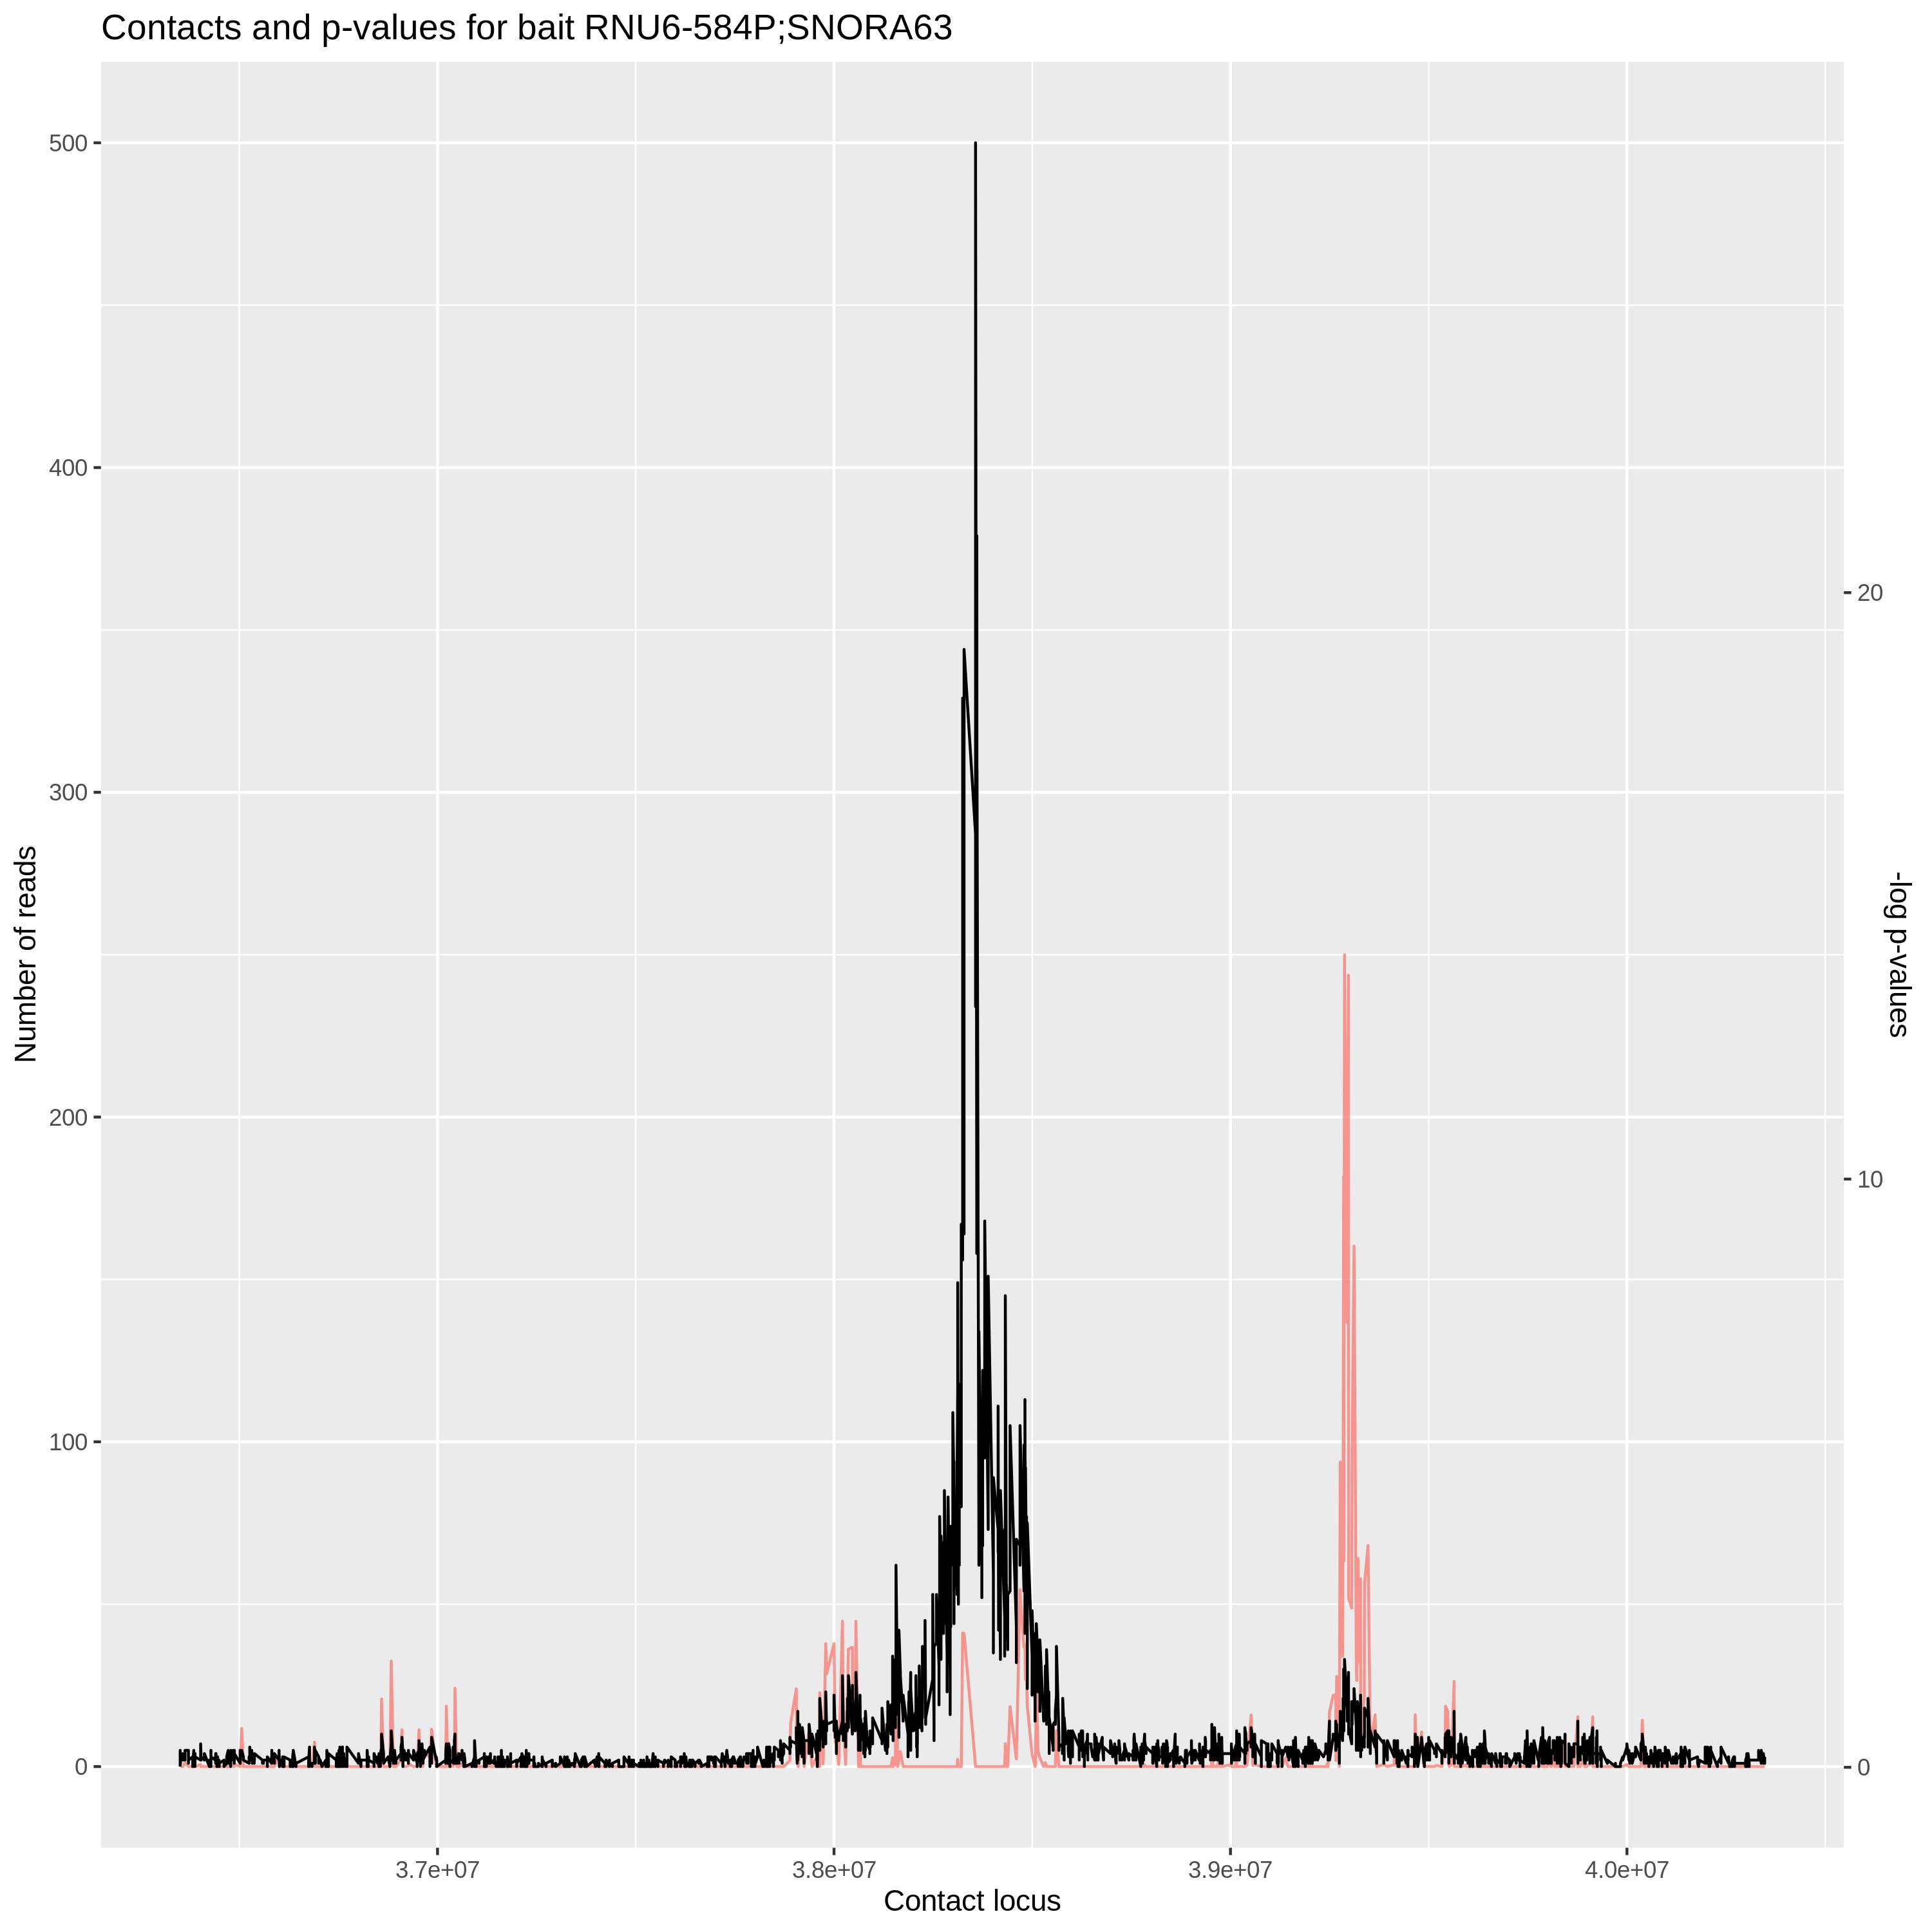 Contacts and p-values for bait RNU6-584P;SNORA63
500
400
300
200
100
0
Number of reads
20
10
0
-log p-values
3.7e+07
3.8e+07
3.9e+07
4.0e+07
Contact locus